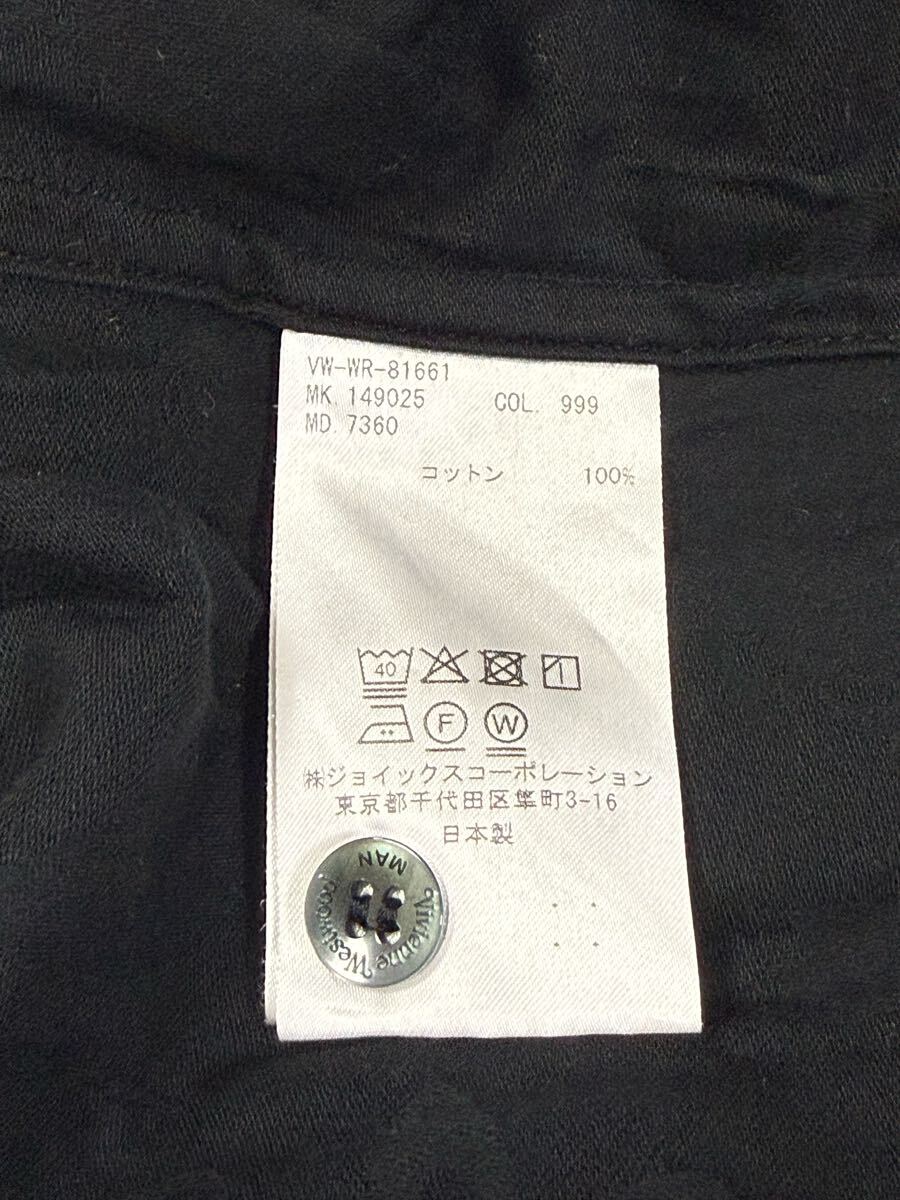 VW-WR-81661
MK. 149025 COL. 999
MD. 7360
コットン 100%
40
F W
㈱ジョイックスコーポレーション
東京都千代田区隼町3-16
日本製
Vivienne Westwood
MAN